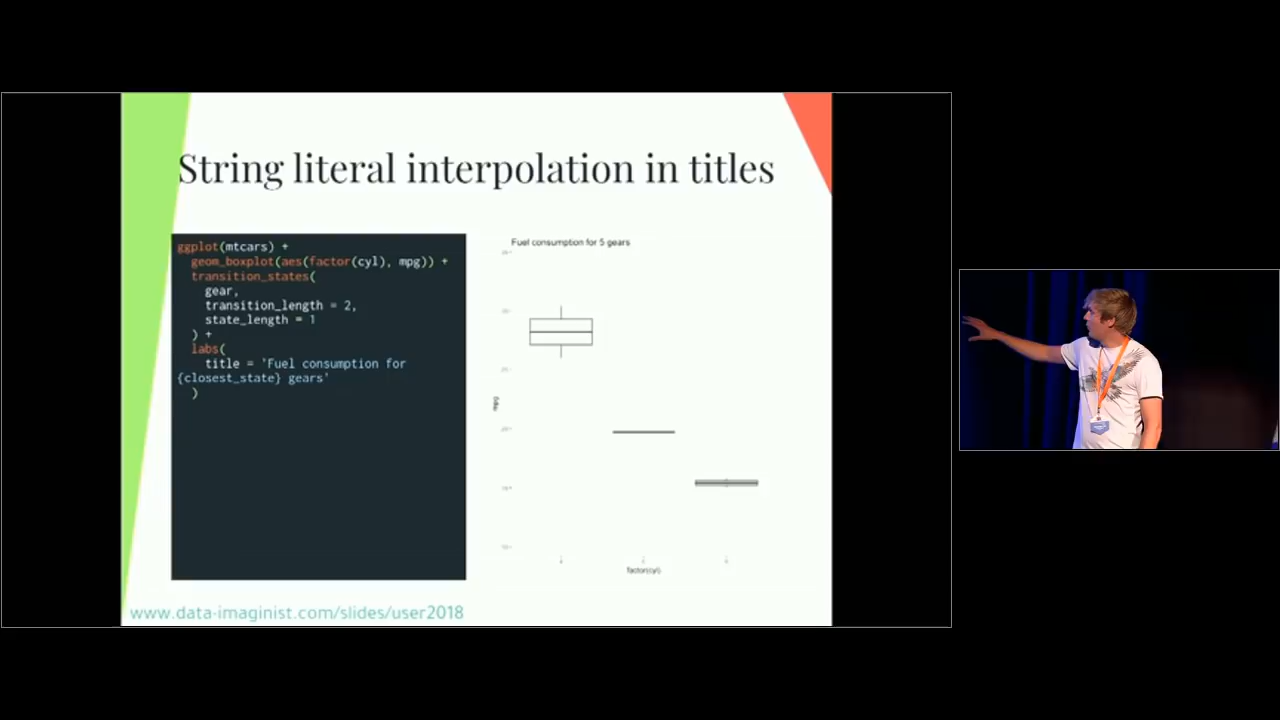 String literal interpolation in titles
ggplot(mtcars) +
geom_boxplot(aes(factor(cyl), mpg)) +
transition_states(
gear,
transition_length = 2,
state_length = 1
) +
labs(
title = 'Fuel consumption for
{closest_state} gears'
)
Fuel consumption for 5 gears
mpg
factor(cyl)
www.data-imaginist.com/slides/user2018